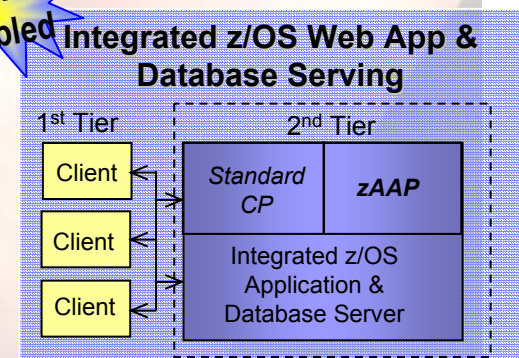 Integrated z/OS Web App &
Database Serving
1st Tier
2nd Tier
Client
Client
Client
Standard
CP
zAAP
Integrated z/OS
Application &
Database Server